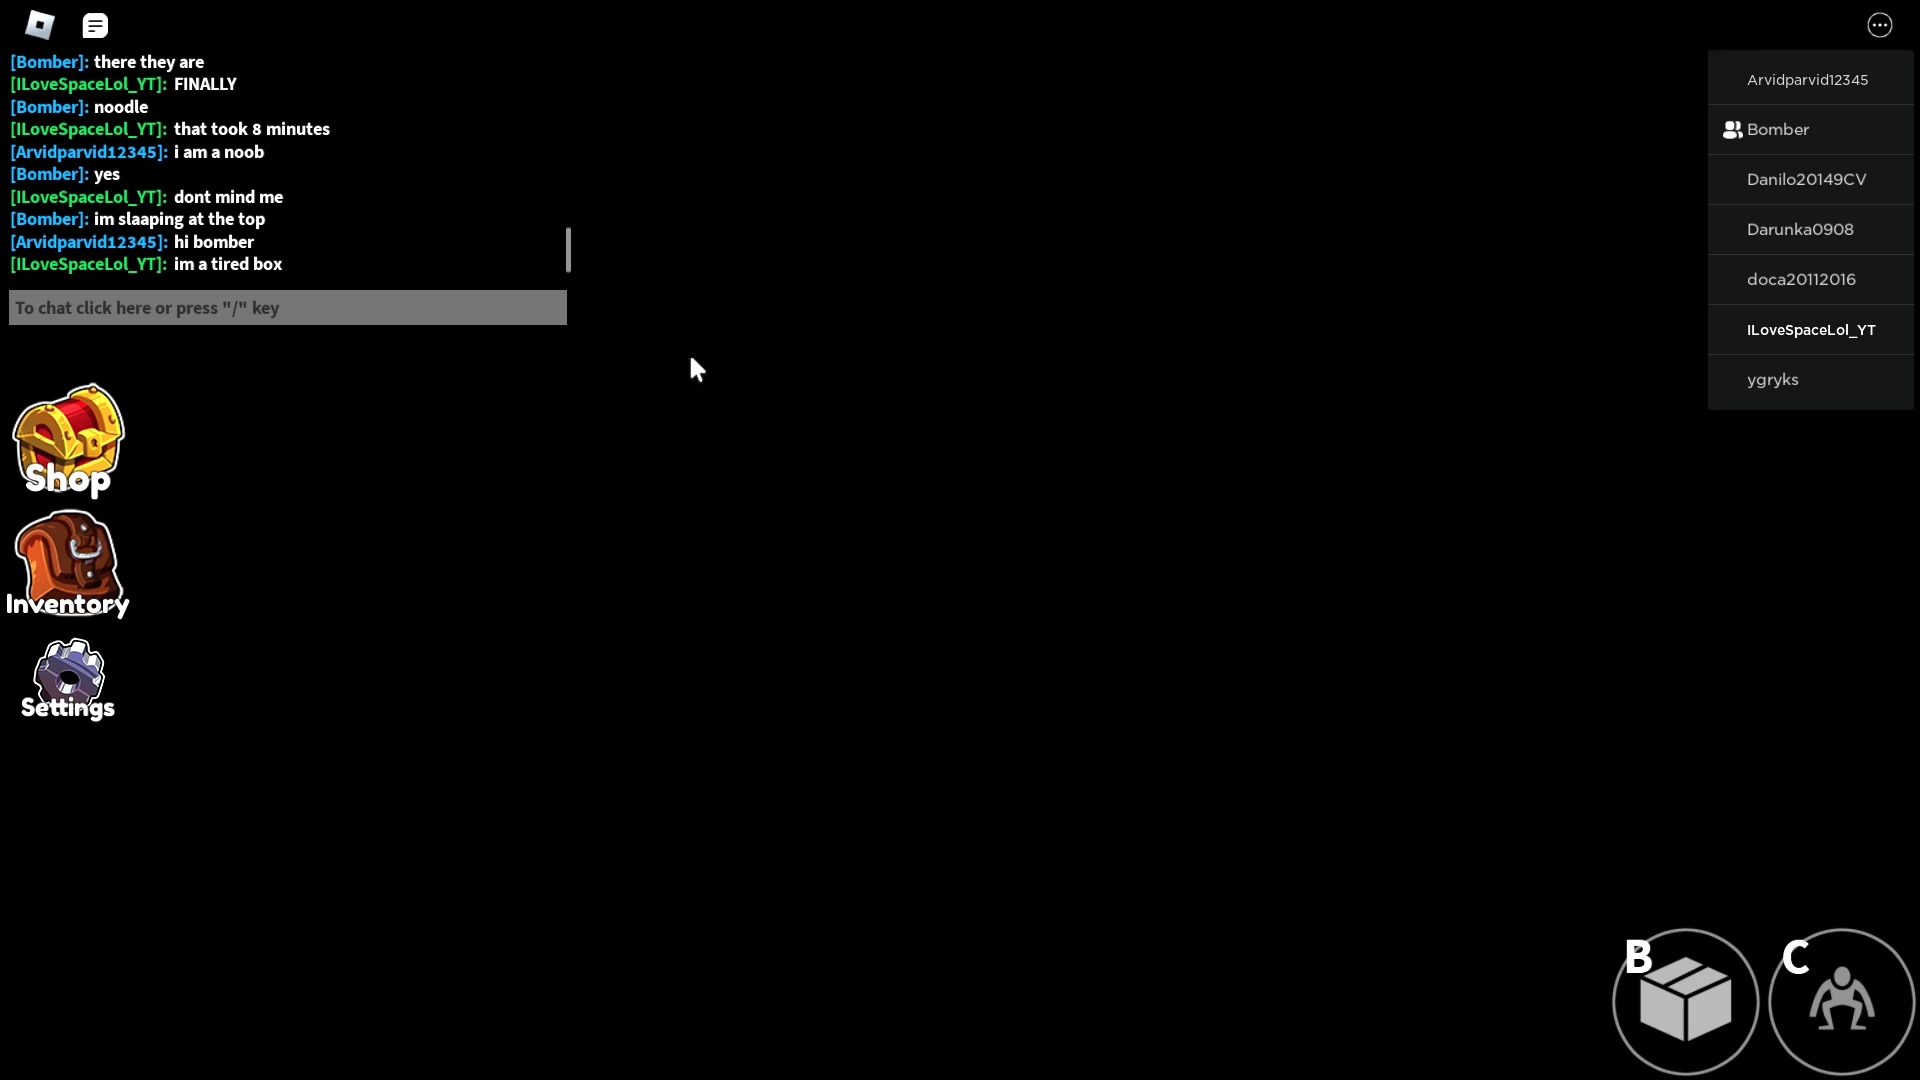 [Bomber]: there they are
[ILoveSpaceLol_YT]: FINALLY
[Bomber]: noodle
[ILoveSpaceLol_YT]: that took 8 minutes
[Arvidparvid12345]: i am a noob
[Bomber]: yes
[ILoveSpaceLol_YT]: dont mind me
[Bomber]: im slaaping at the top
[Arvidparvid12345]: hi bomber
[ILoveSpaceLol_YT]: im a tired box
To chat click here or press "/" key
Shop
Inventory
Settings
Arvidparvid12345
Bomber
Danilo20149CV
Darunka0908
doca20112016
ILoveSpaceLol_YT
ygryks
B
C